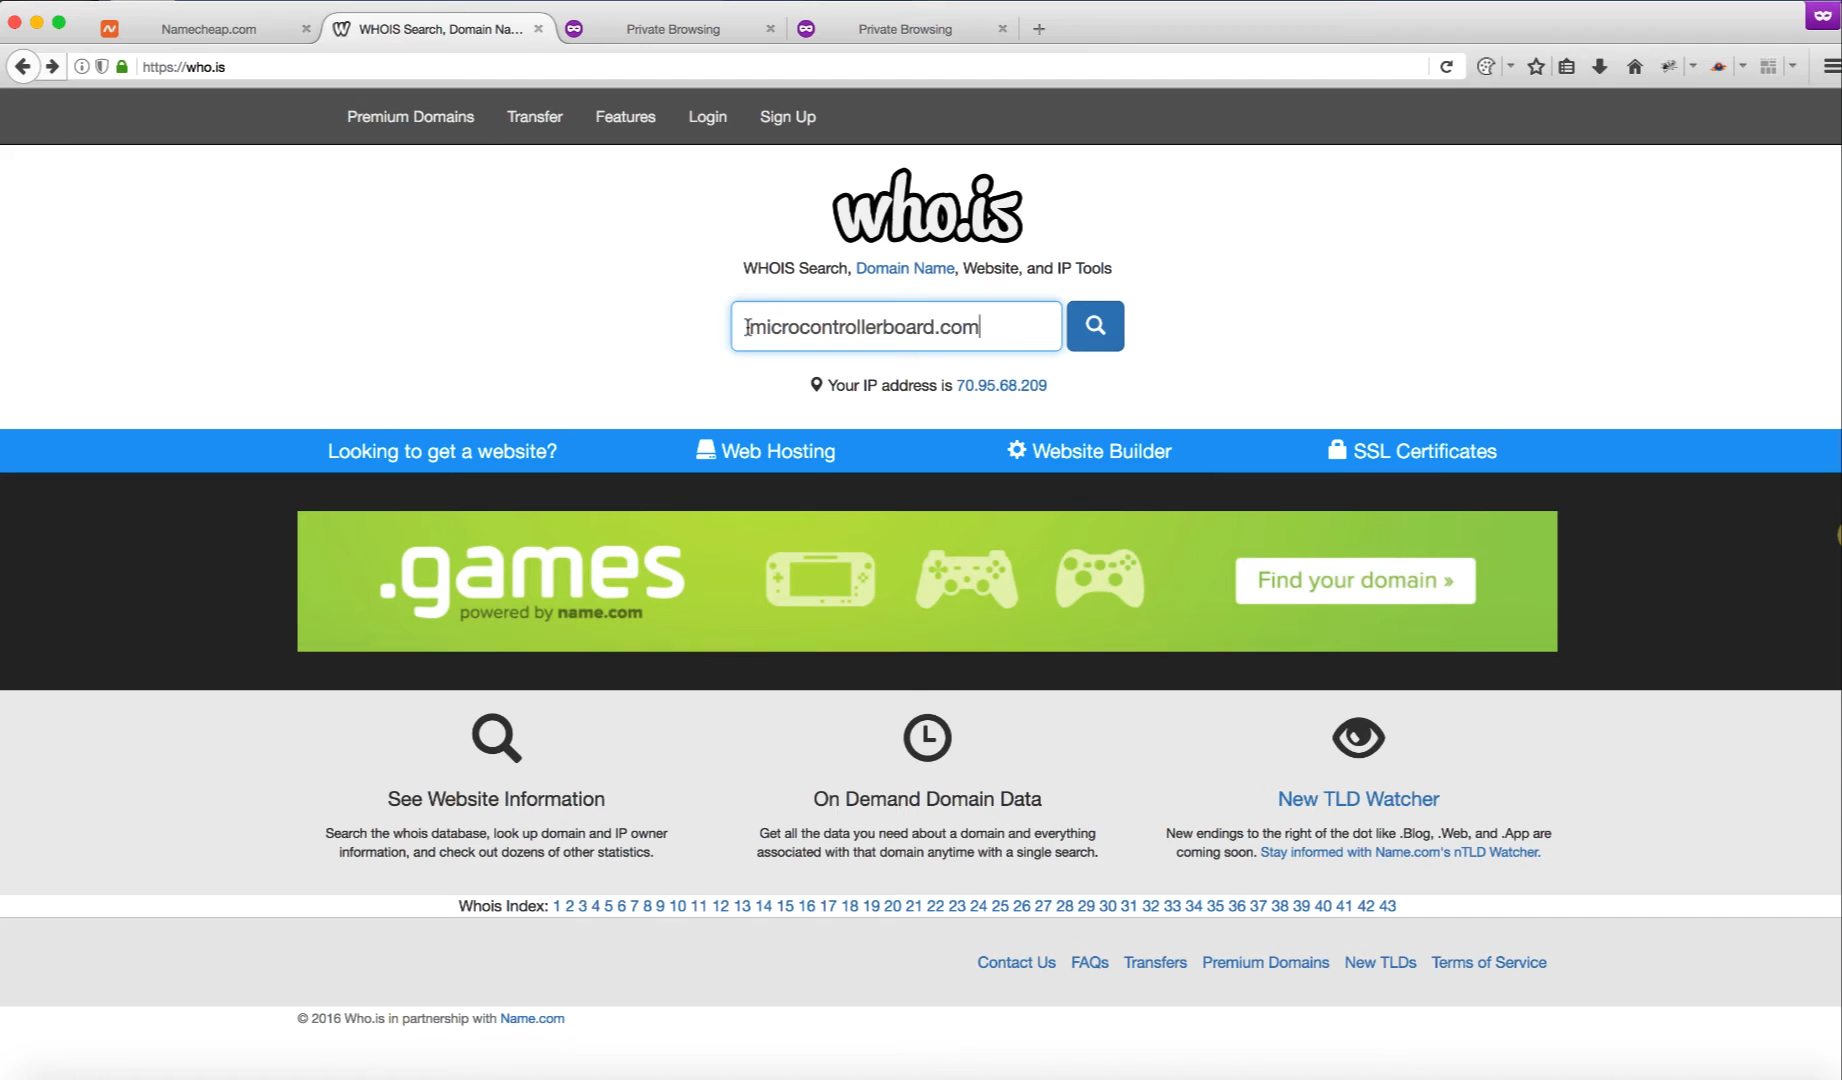 Namecheap.com
WHOIS Search, Domain Na...
Private Browsing
Private Browsing
https://who.is
Premium Domains Transfer Features Login Sign Up
who.is
WHOIS Search, Domain Name, Website, and IP Tools
microcontrollerboard.com
Your IP address is 70.95.68.209
Looking to get a website? Web Hosting Website Builder SSL Certificates
.games
powered by name.com
Find your domain »
See Website Information
Search the whois database, look up domain and IP owner
information, and check out dozens of other statistics.
On Demand Domain Data
Get all the data you need about a domain and everything
associated with that domain anytime with a single search.
New TLD Watcher
New endings to the right of the dot like .Blog, .Web, and .App are
coming soon. Stay informed with Name.com's nTLD Watcher.
Whois Index: 1 2 3 4 5 6 7 8 9 10 11 12 13 14 15 16 17 18 19 20 21 22 23 24 25 26 27 28 29 30 31 32 33 34 35 36 37 38 39 40 41 42 43
Contact Us FAQs Transfers Premium Domains New TLDs Terms of Service
© 2016 Who.is in partnership with Name.com